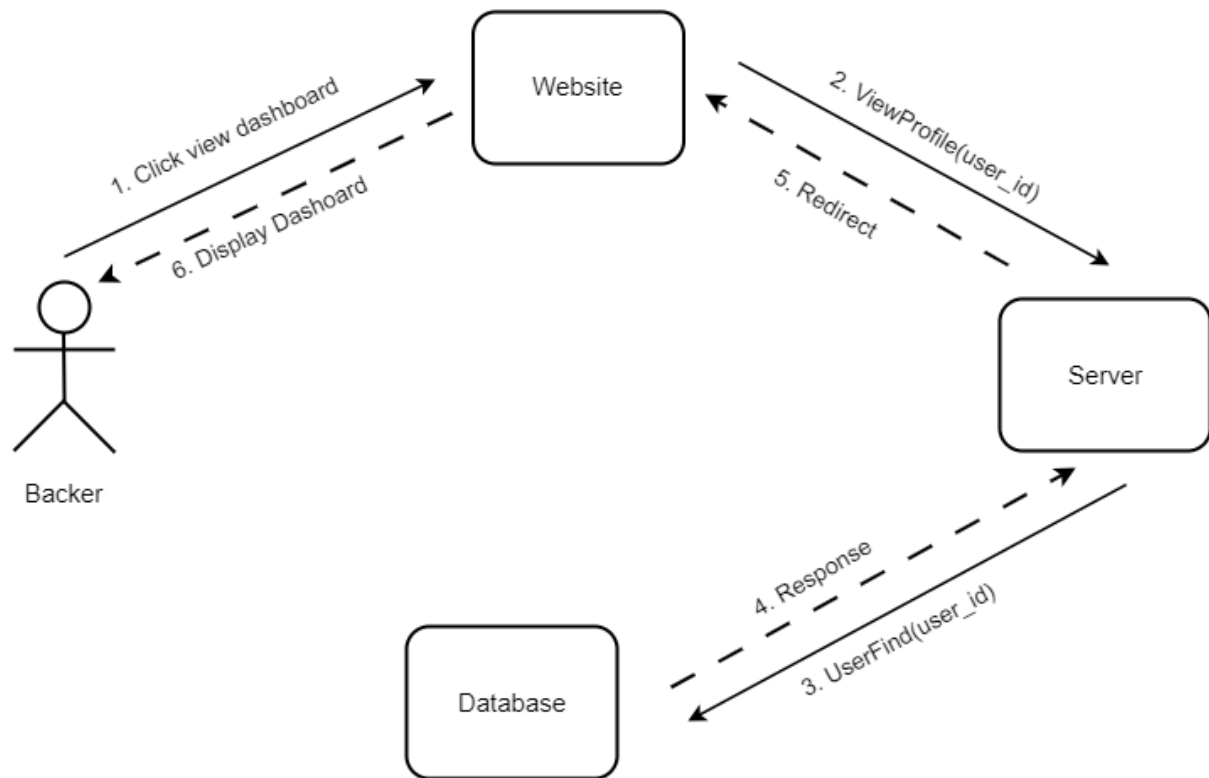 Website
1. Click view dashboard
2. ViewProfile(user_id)
5. Redirect
6. Display Dashoard
Server
Backer
4. Response
3. UserFind(user_id)
Database